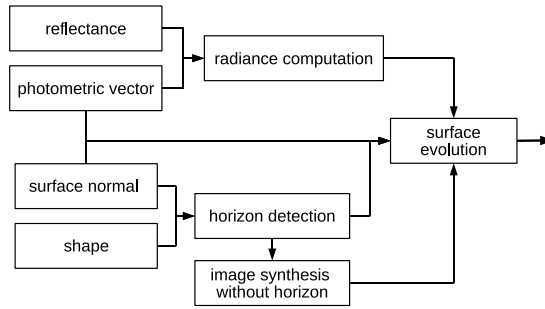 reflectance
radiance computation
photometric vector
surface
evolution
surface normal
horizon detection
shape
image synthesis
without horizon